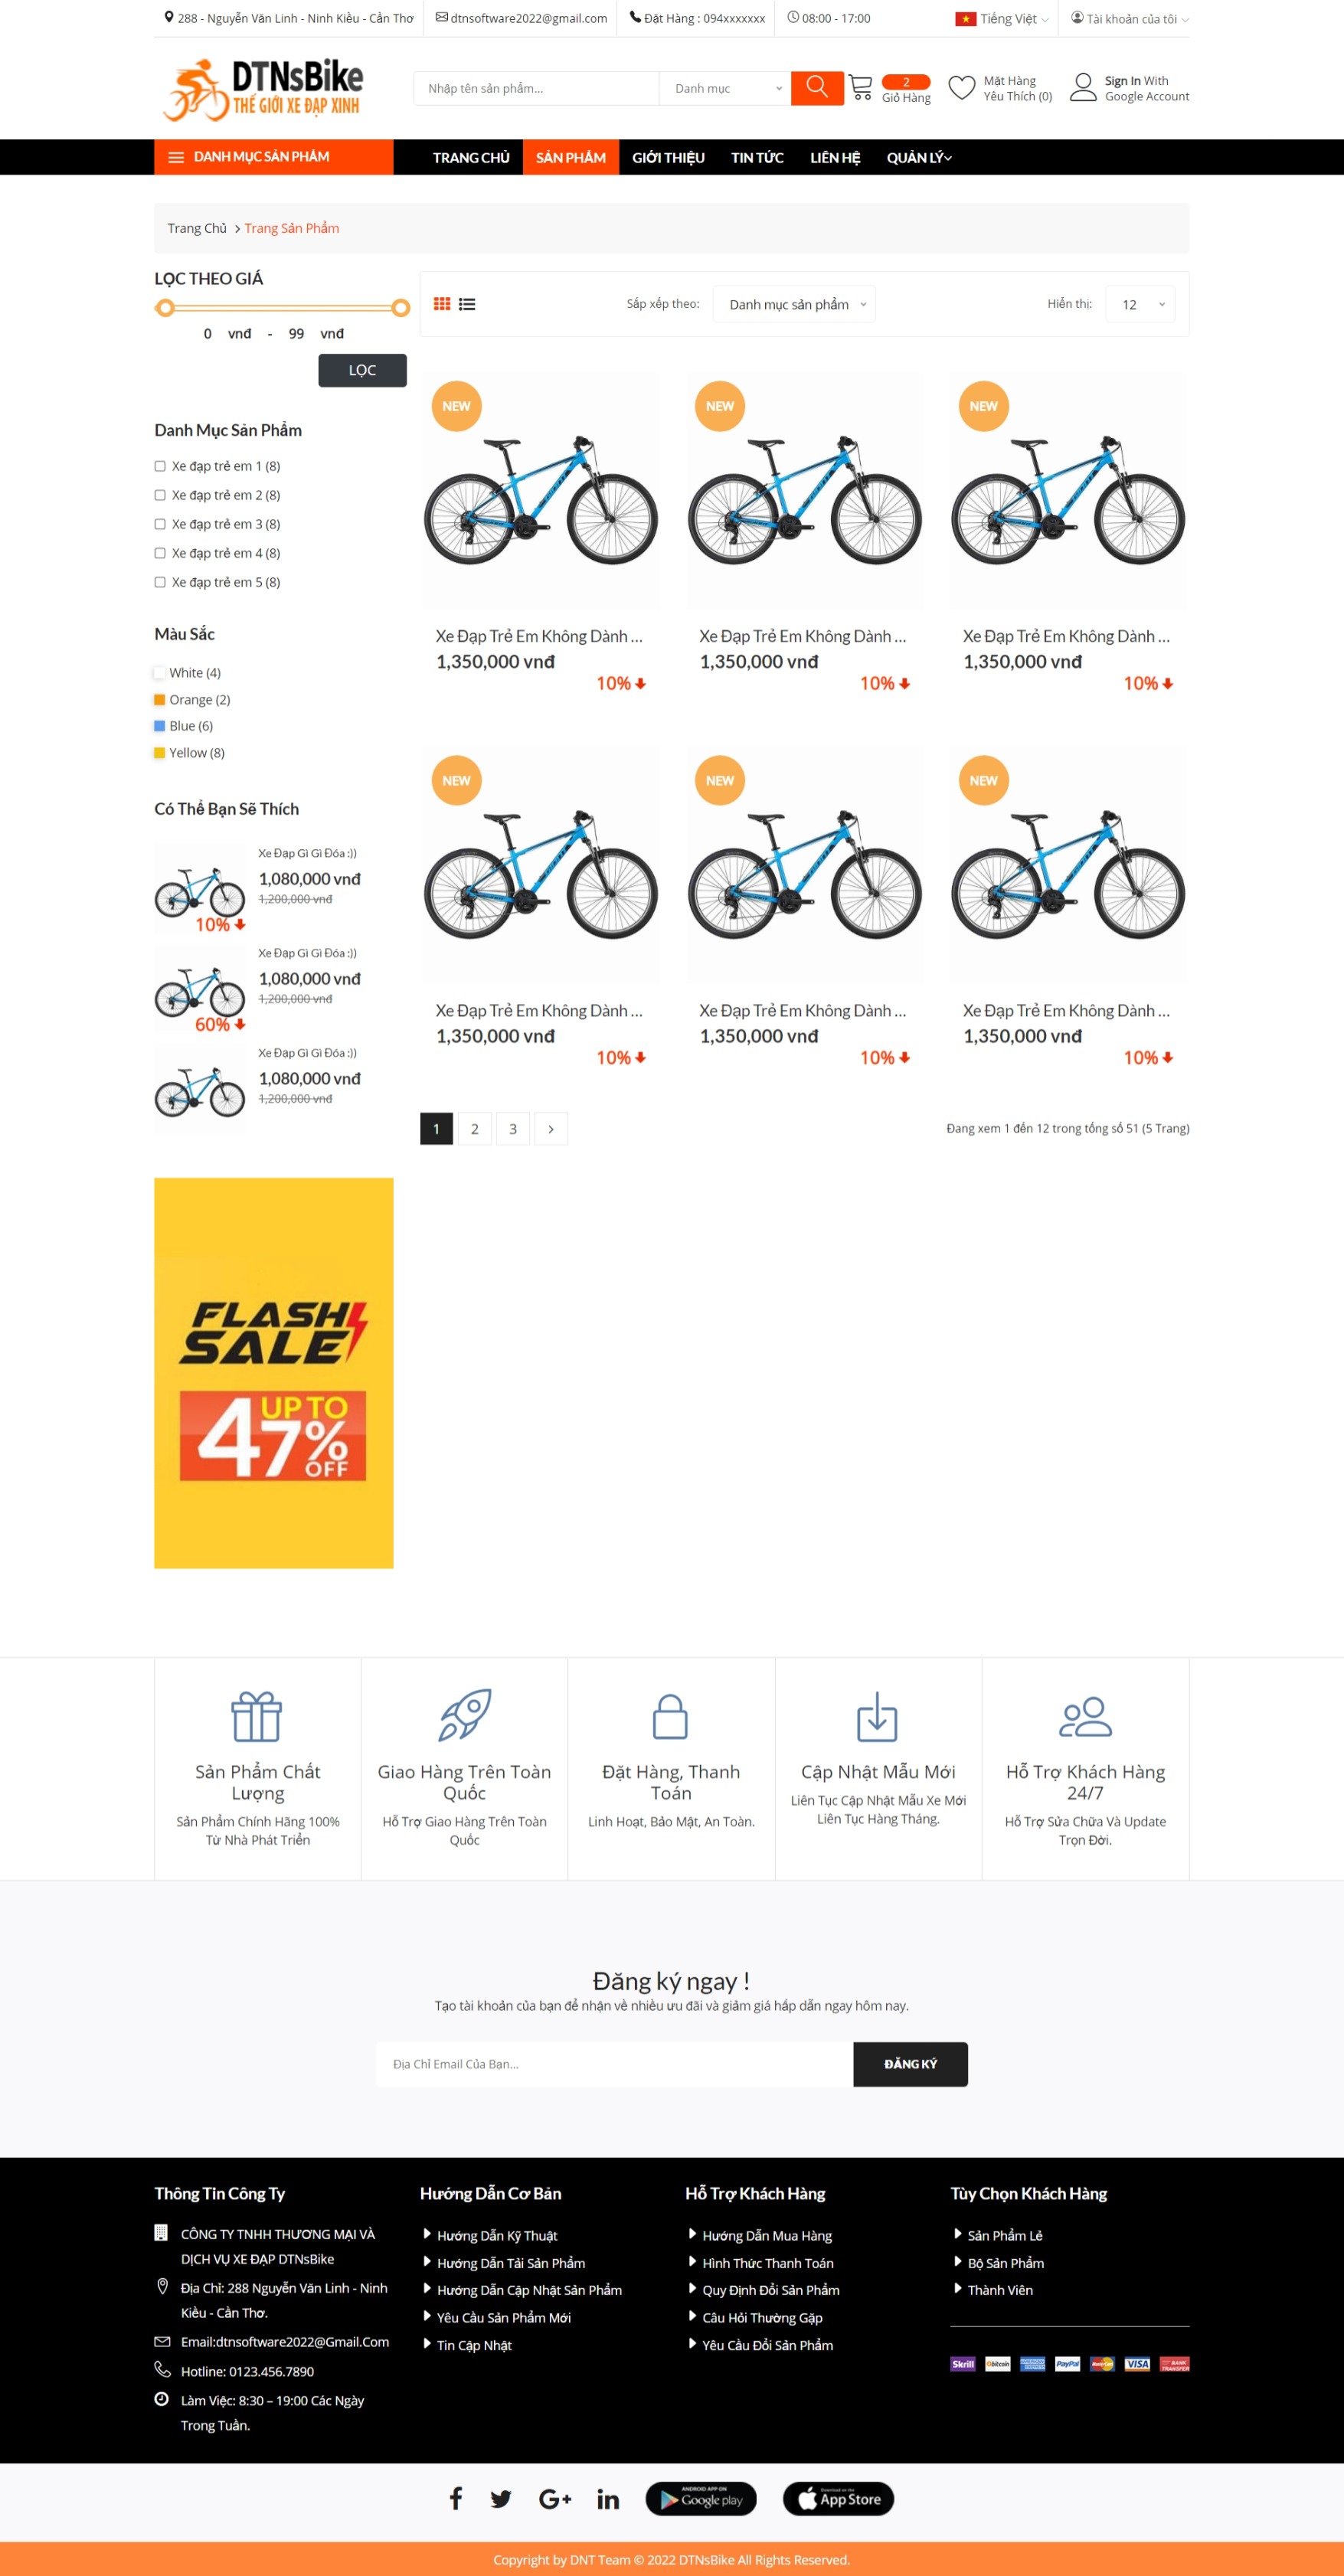 288 - Nguyễn Văn Linh - Ninh Kiều - Cần Thơ
dtnsoftware2022@gmail.com
Đặt Hàng : 094xxxxxxx
08:00 - 17:00
Tiếng Việt
Tài khoản của tôi
DTNsBike
THẾ GIỚI XE ĐẠP XINH
Nhập tên sản phẩm...
Danh mục
2
Giỏ Hàng
Mặt Hàng
Yêu Thích (0)
Sign In With
Google Account
DANH MỤC SẢN PHẨM
TRANG CHỦ
SẢN PHẨM
GIỚI THIỆU
TIN TỨC
LIÊN HỆ
QUẢN LÝ
Trang Chủ > Trang Sản Phẩm
LỌC THEO GIÁ
0 vnđ - 99 vnđ
LỌC
Danh Mục Sản Phẩm
Xe đạp trẻ em 1 (8)
Xe đạp trẻ em 2 (8)
Xe đạp trẻ em 3 (8)
Xe đạp trẻ em 4 (8)
Xe đạp trẻ em 5 (8)
Màu Sắc
White (4)
Orange (2)
Blue (6)
Yellow (8)
Có Thể Bạn Sẽ Thích
Xe Đạp Gì Gì Đóa :))
1,080,000 vnđ
1,200,000 vnđ
10%
Xe Đạp Gì Gì Đóa :))
1,080,000 vnđ
1,200,000 vnđ
60%
Xe Đạp Gì Gì Đóa :))
1,080,000 vnđ
1,200,000 vnđ
FLASH
SALE
UP TO
47%
OFF
Sắp xếp theo:
Danh mục sản phẩm
Hiển thị:
12
NEW
NEW
NEW
Xe Đạp Trẻ Em Không Dành ...
1,350,000 vnđ
10%
Xe Đạp Trẻ Em Không Dành ...
1,350,000 vnđ
10%
Xe Đạp Trẻ Em Không Dành ...
1,350,000 vnđ
10%
NEW
NEW
NEW
Xe Đạp Trẻ Em Không Dành ...
1,350,000 vnđ
10%
Xe Đạp Trẻ Em Không Dành ...
1,350,000 vnđ
10%
Xe Đạp Trẻ Em Không Dành ...
1,350,000 vnđ
10%
1 2 3 >
Đang xem 1 đến 12 trong tổng số 51 (5 Trang)
Sản Phẩm Chất
Lượng
Sản Phẩm Chính Hãng 100%
Từ Nhà Phát Triển
Giao Hàng Trên Toàn
Quốc
Hỗ Trợ Giao Hàng Trên Toàn
Quốc
Đặt Hàng, Thanh
Toán
Linh Hoạt, Bảo Mật, An Toàn.
Cập Nhật Mẫu Mới
Liên Tục Cập Nhật Mẫu Xe Mới
Liên Tục Hàng Tháng.
Hỗ Trợ Khách Hàng
24/7
Hỗ Trợ Sửa Chữa Và Update
Trọn Đời.
Đăng ký ngay !
Tạo tài khoản của bạn để nhận về nhiều ưu đãi và giảm giá hấp dẫn ngay hôm nay.
Địa Chỉ Email Của Bạn...
ĐĂNG KÝ
Thông Tin Công Ty
CÔNG TY TNHH THƯƠNG MẠI VÀ
DỊCH VỤ XE ĐẠP DTNsBike
Địa Chỉ: 288 Nguyễn Văn Linh - Ninh
Kiều - Cần Thơ.
Email:dtnsoftware2022@Gmail.Com
Hotline: 0123.456.7890
Làm Việc: 8:30 – 19:00 Các Ngày
Trong Tuần.
Hướng Dẫn Cơ Bản
Hướng Dẫn Kỹ Thuật
Hướng Dẫn Tải Sản Phẩm
Hướng Dẫn Cập Nhật Sản Phẩm
Yêu Cầu Sản Phẩm Mới
Tin Cập Nhật
Hỗ Trợ Khách Hàng
Hướng Dẫn Mua Hàng
Hình Thức Thanh Toán
Quy Định Đổi Sản Phẩm
Câu Hỏi Thường Gặp
Yêu Cầu Đổi Sản Phẩm
Tùy Chọn Khách Hàng
Sản Phẩm Lẻ
Bộ Sản Phẩm
Thành Viên
Skrill
bitcoin
PayPal
MasterCard
VISA
BANK
TRANSFER
ANDROID APP ON
Google play
Download on the
App Store
Copyright by DNT Team © 2022 DTNsBike All Rights Reserved.